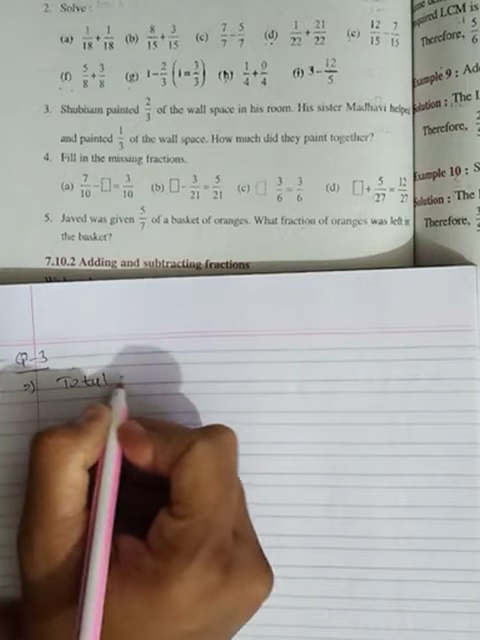 2. Solve :
(a) 1/18 + 1/18 (b) 8/15 + 3/15 (c) 7/7 - 5/7 (d) 1/22 + 21/22 (e) 12/15 - 7/15
(f) 5/8 + 3/8 (g) 1 - 2/3 (1 = 3/3) (h) 1/4 + 0/4 (i) 3 - 12/5
3. Shubham painted 2/3 of the wall space in his room. His sister Madhavi helped
and painted 1/3 of the wall space. How much did they paint together?
4. Fill in the missing fractions.
(a) 7/10 - □ = 3/10 (b) □ - 3/21 = 5/21 (c) □ 3/6 = 3/6 (d) □ + 5/27 = 12/27
5. Javed was given 5/7 of a basket of oranges. What fraction of oranges was left in
the basket?
7.10.2 Adding and subtracting fractions
LCM is
Therefore, 5/6
Example 9 : Add
Solution : The L
Therefore,
Example 10 : S
Solution : The
Therefore,
Q-3
=) Total